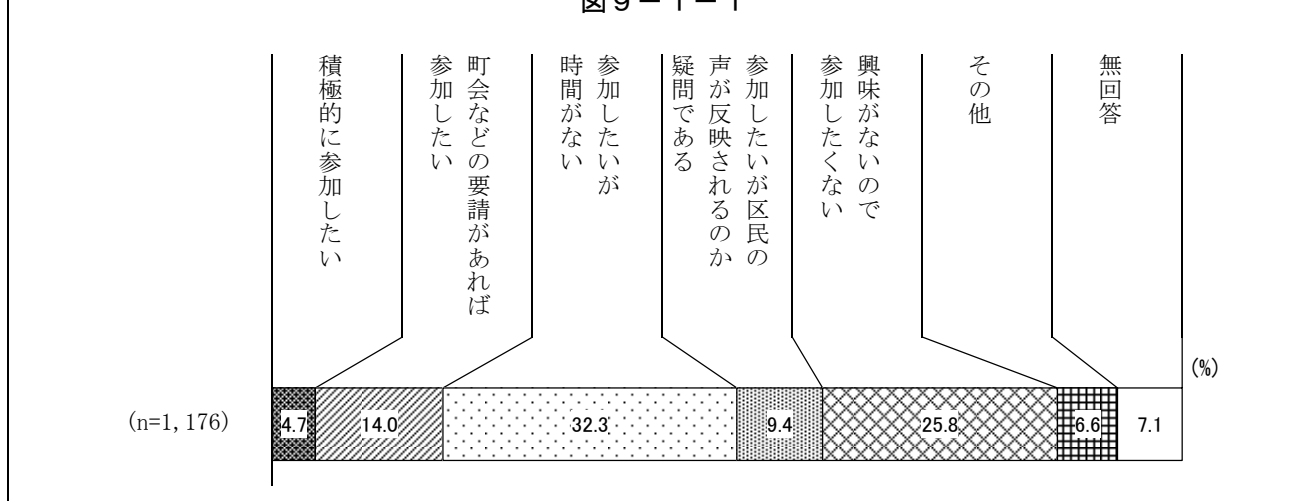 図9－1－1
積極的に参加したい
町会などの要請があれば
参加したい
参加したいが
時間がない
参加したいが区民の
声が反映されるのか
疑問である
興味がないので
参加したくない
その他
無回答
(%)
(n=1,176)
4.7
14.0
32.3
9.4
25.8
6.6
7.1